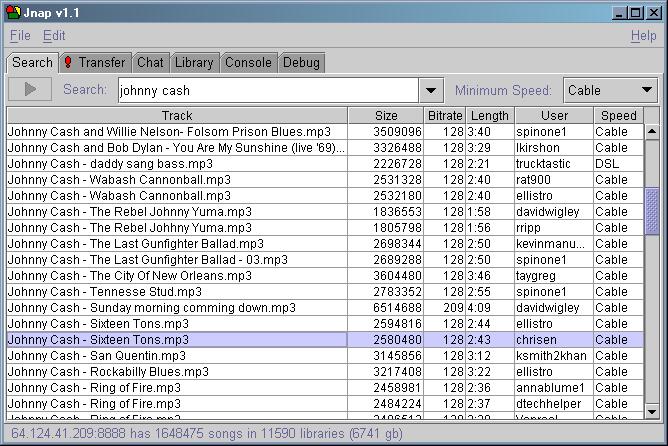 Jnap v1.1
File Edit Help
Search Transfer Chat Library Console Debug
Search: johnny cash Minimum Speed: Cable
Track Size Bitrate Length User Speed
Johnny Cash and Willie Nelson- Folsom Prison Blues.mp3 3509096 128 3:40 spinone1 Cable
Johnny Cash and Bob Dylan - You Are My Sunshine (live '69)... 3326488 128 3:29 lkirshon Cable
Johnny Cash - daddy sang bass.mp3 2226728 128 2:21 trucktastic DSL
Johnny Cash - Wabash Cannonball.mp3 2531328 128 2:40 rat900 Cable
Johnny Cash - Wabash Cannonball.mp3 2532180 128 2:40 ellistro Cable
Johnny Cash - The Rebel Johnny Yuma.mp3 1836553 128 1:58 davidwigley Cable
Johnny Cash - The Rebel Johnny Yuma.mp3 1805798 128 1:56 rripp Cable
Johnny Cash - The Last Gunfighter Ballad.mp3 2698344 128 2:50 kevinmanu... Cable
Johnny Cash - The Last Gunfighter Ballad - 03.mp3 2689288 128 2:50 spinone1 Cable
Johnny Cash - The City Of New Orleans.mp3 3604480 128 3:46 taygreg Cable
Johnny Cash - Tennesse Stud.mp3 2783352 128 2:55 spinone1 Cable
Johnny Cash - Sunday morning comming down.mp3 6514688 209 4:09 davidwigley Cable
Johnny Cash - Sixteen Tons.mp3 2594816 128 2:44 ellistro Cable
Johnny Cash - Sixteen Tons.mp3 2580480 128 2:43 chrisen Cable
Johnny Cash - San Quentin.mp3 3145856 128 3:12 ksmith2khan Cable
Johnny Cash - Rockabilly Blues.mp3 3217408 128 3:22 ellistro Cable
Johnny Cash - Ring of Fire.mp3 2458981 128 2:36 annablume1 Cable
Johnny Cash - Ring of Fire.mp3 2484224 128 2:37 dtechhelper Cable
Johnny Cash - Ring of Fire.mp3 128 Cable
64.124.41.209:8888 has 1648475 songs in 11590 libraries (6741 gb)